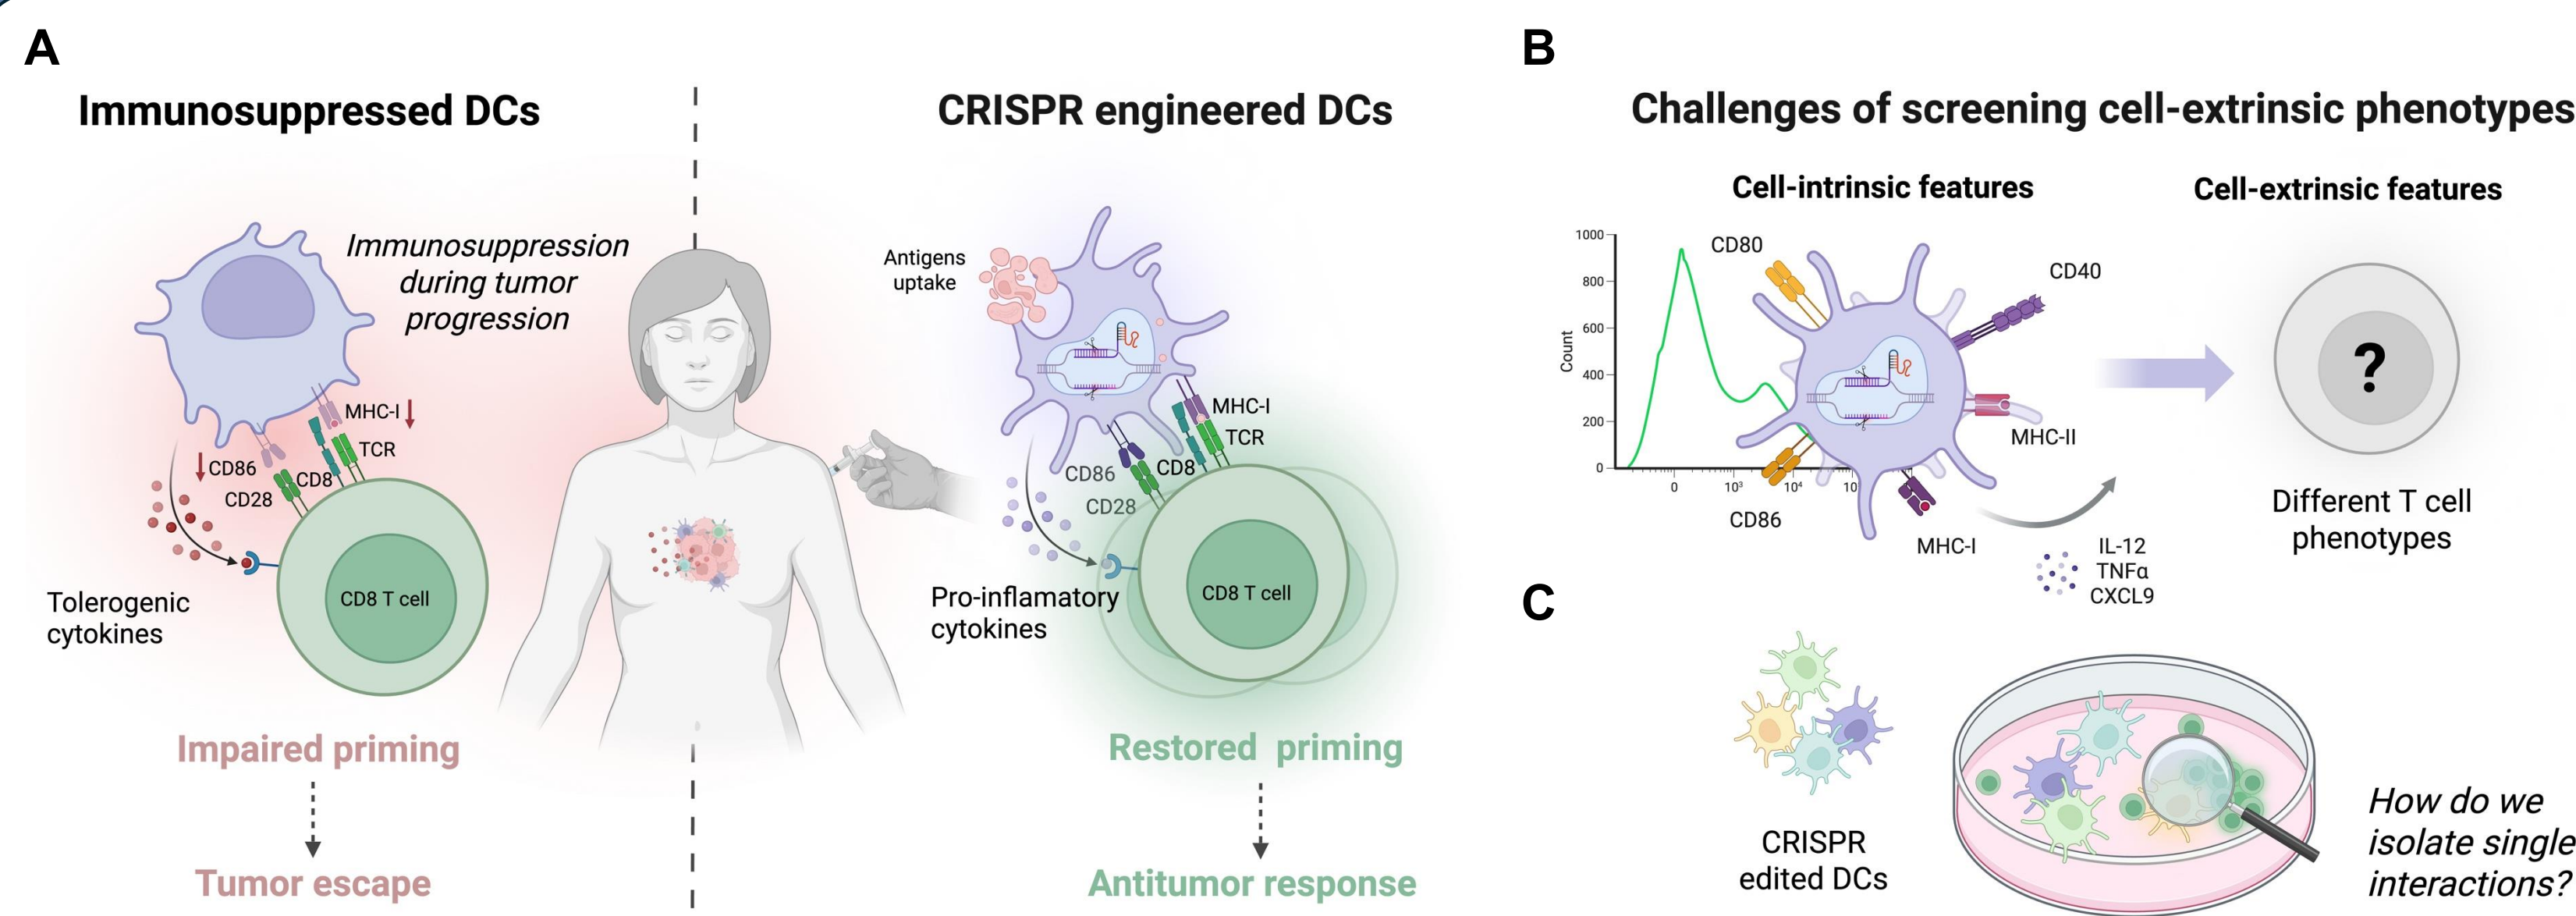 A
Immunosuppressed DCs
Immunosuppression
during tumor
progression
MHC-I
TCR
CD86
CD8
CD28
CD8 T cell
Tolerogenic
cytokines
Impaired priming
Tumor escape
CRISPR engineered DCs
Antigens
uptake
MHC-I
TCR
CD86
CD8
CD28
CD8 T cell
Pro-inflamatory
cytokines
Restored priming
Antitumor response
B
Challenges of screening cell-extrinsic phenotypes
Cell-intrinsic features
Cell-extrinsic features
Count
1000
800
600
400
200
0
0
10³
10⁴
10
CD80
CD40
MHC-II
CD86
MHC-I
IL-12
TNFα
CXCL9
?
Different T cell
phenotypes
C
CRISPR
edited DCs
How do we
isolate single
interactions?